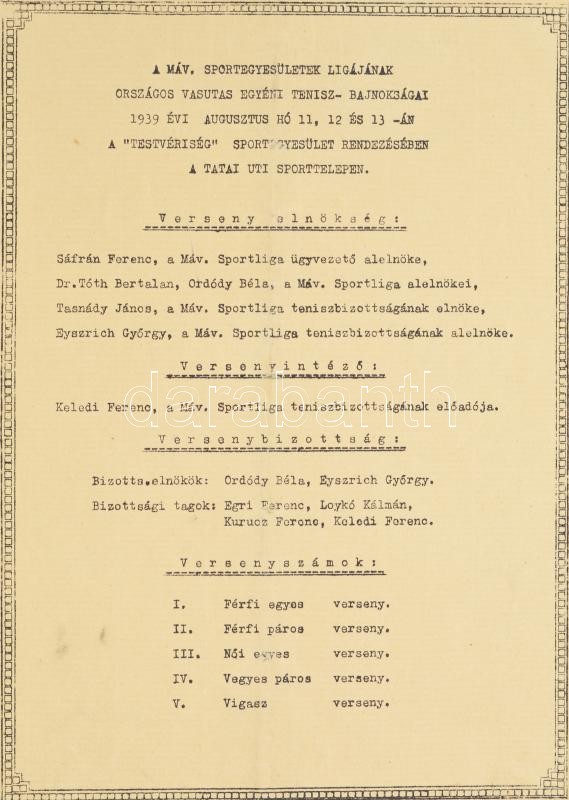 A MÁV. SPORTEGYESÜLETEK LIGÁJÁNAK
ORSZÁGOS VASUTAS EGYÉNI TENISZ- BAJNOKSÁGAI
1939 ÉVI AUGUSZTUS HÓ 11, 12 ÉS 13 -ÁN
A "TESTVÉRISÉG" SPORTEGYESÜLET RENDEZÉSÉBEN
A TATAI UTI SPORTTELEPEN.
Verseny elnökség:
Sáfrán Ferenc, a Máv. Sportliga ügyvezető alelnöke,
Dr.Tóth Bertalan, Ordódy Béla, a Máv. Sportliga alelnökei,
Tasnády János, a Máv. Sportliga teniszbizottságának elnöke,
Eyszrich György, a Máv. Sportliga teniszbizottságának alelnöke.
Versenyintéző:
darabanth
Keledi Ferenc, a Máv. Sportliga teniszbizottságának előadója.
Versenybizottság:
Bizotts.elnökök: Ordódy Béla, Eyszrich György.
Bizottsági tagok: Egri Ferenc, Loykó Kálmán,
Kurucz Ferenc, Keledi Ferenc.
Versenyszámok:
I. Férfi egyes verseny.
II. Férfi páros verseny.
III. Női egyes verseny.
IV. Vegyes páros verseny.
V. Vigasz verseny.